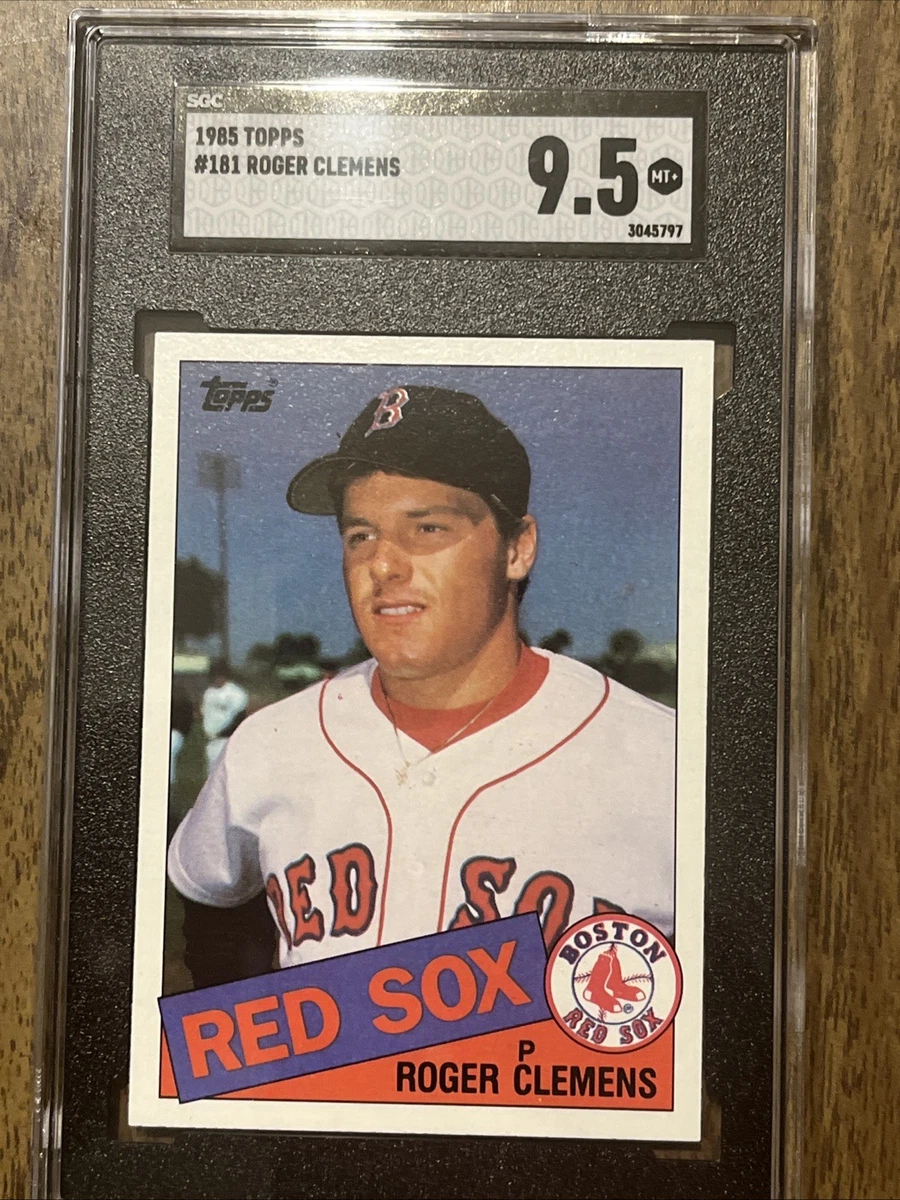 SGC
1985 TOPPS
#181 ROGER CLEMENS
9.5 MT+
3045797
Topps®
B
RED SO
RED SOX
BOSTON
RED SOX
P
ROGER CLEMENS